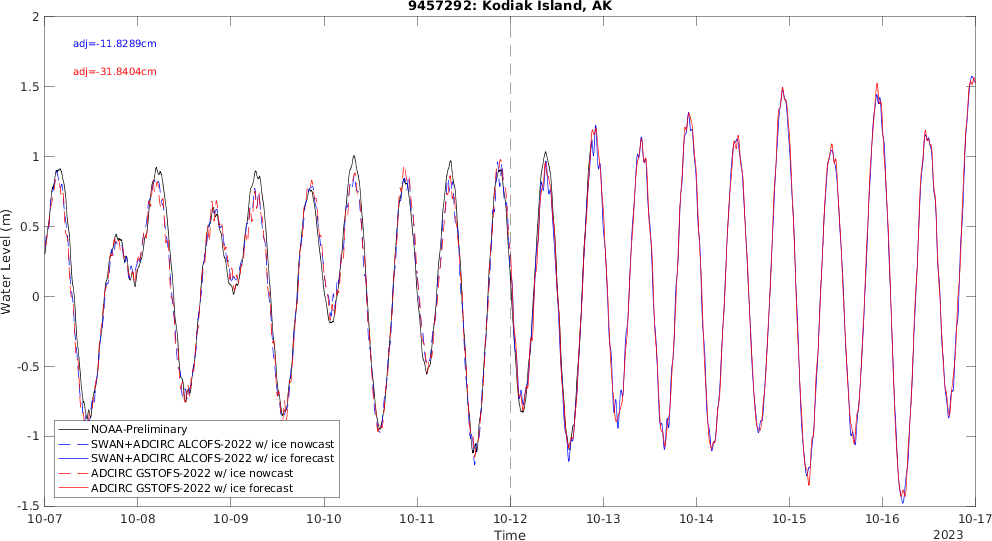 9457292: Kodiak Island, AK
2
adj=-11.8289cm
adj=-31.8404cm
1.5
1
0.5
0
-0.5
-1
-1.5
Water Level (m)
NOAA-Preliminary
SWAN+ADCIRC ALCOFS-2022 w/ ice nowcast
SWAN+ADCIRC ALCOFS-2022 w/ ice forecast
ADCIRC GSTOFS-2022 w/ ice nowcast
ADCIRC GSTOFS-2022 w/ ice forecast
10-07 10-08 10-09 10-10 10-11 10-12 10-13 10-14 10-15 10-16 10-17
Time
2023